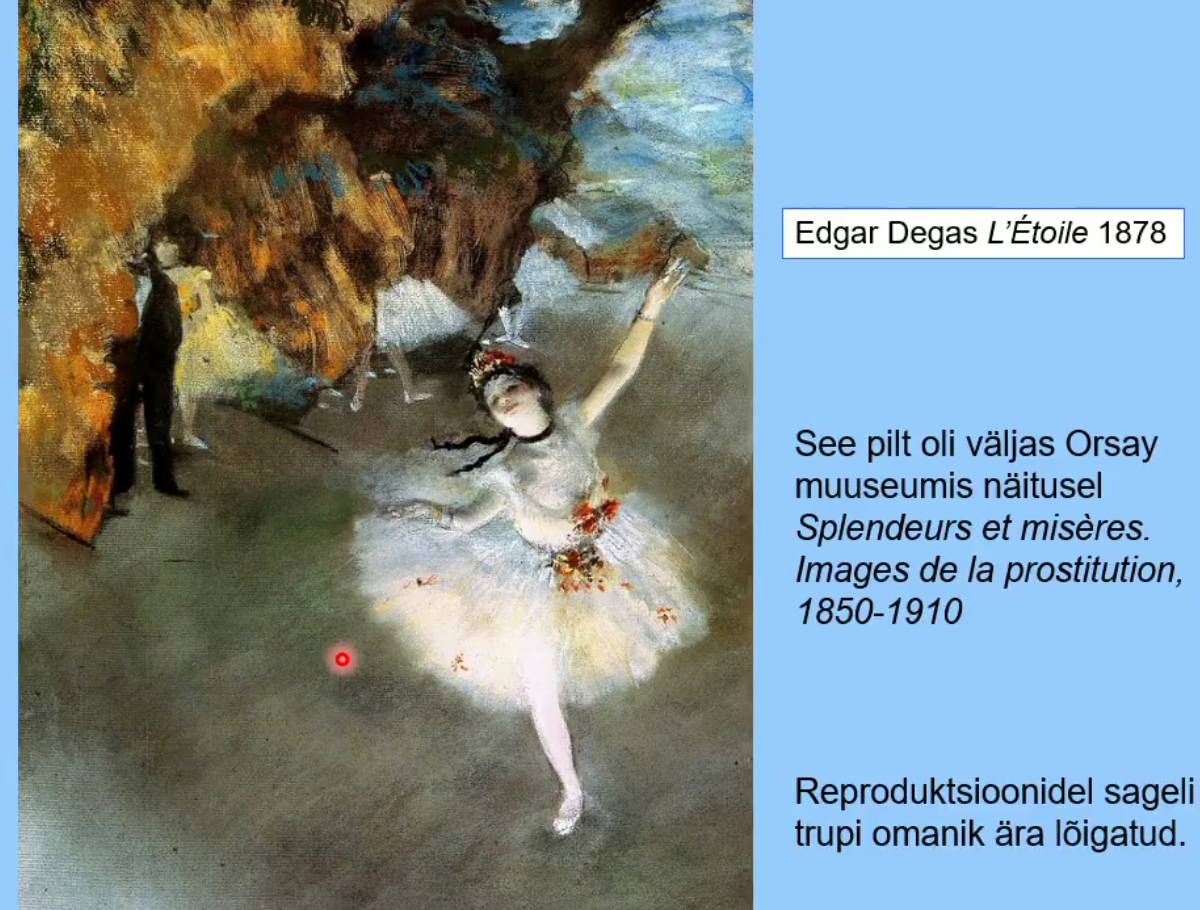 Edgar Degas L’Étoile 1878
See pilt oli väljas Orsay
muuseumis näitusel
Splendeurs et misères.
Images de la prostitution,
1850-1910
Reproduktsioonidel sageli
trupi omanik ära lõigatud.